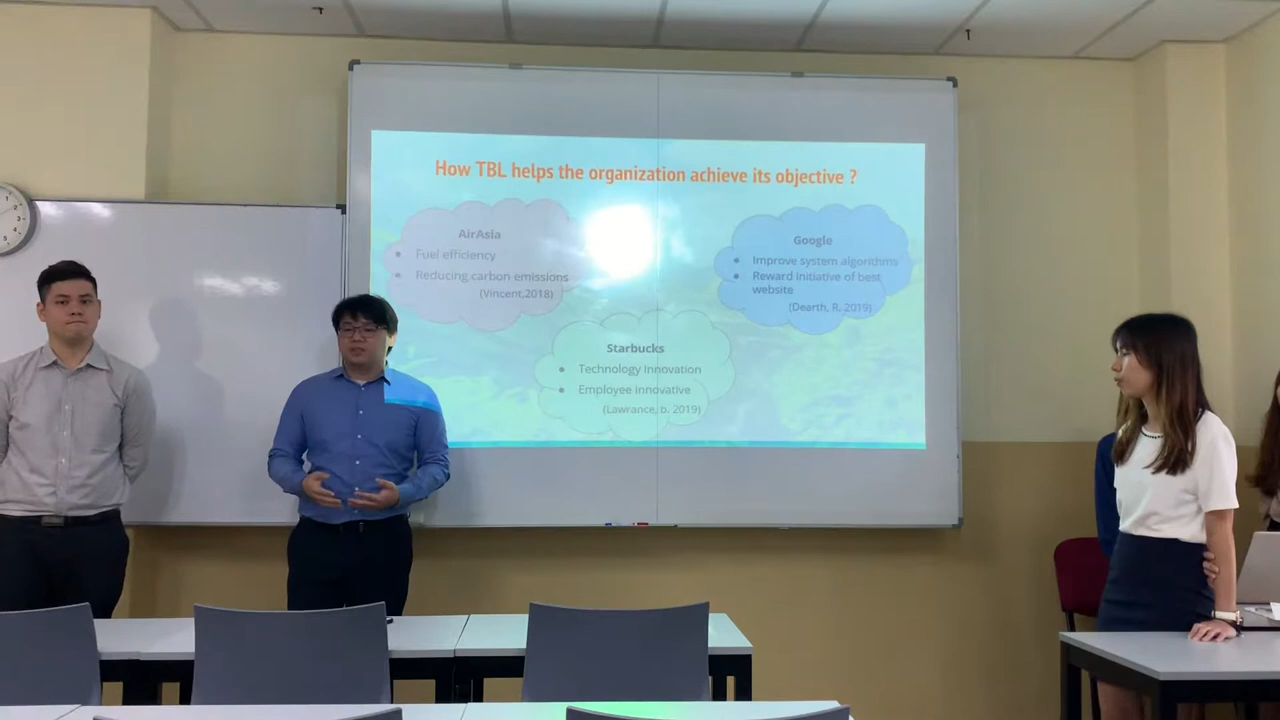 How TBL helps the organization achieve its objective ?
AirAsia
Fuel efficiency
Reducing carbon emissions
(Vincent,2018)
Google
Improve system algorithms
Reward initiative of best
website
(Dearth, R. 2019)
Starbucks
Technology Innovation
Employee innovative
(Lawrance, b. 2019)